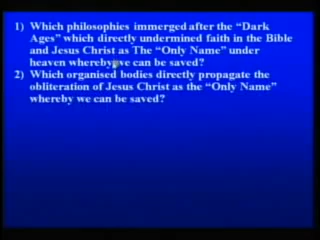 1) Which philosophies immerged after the “Dark
Ages” which directly undermined faith in the Bible
and Jesus Christ as The “Only Name” under
heaven whereby we can be saved?
2) Which organised bodies directly propagate the
obliteration of Jesus Christ as the “Only Name”
whereby we can be saved?